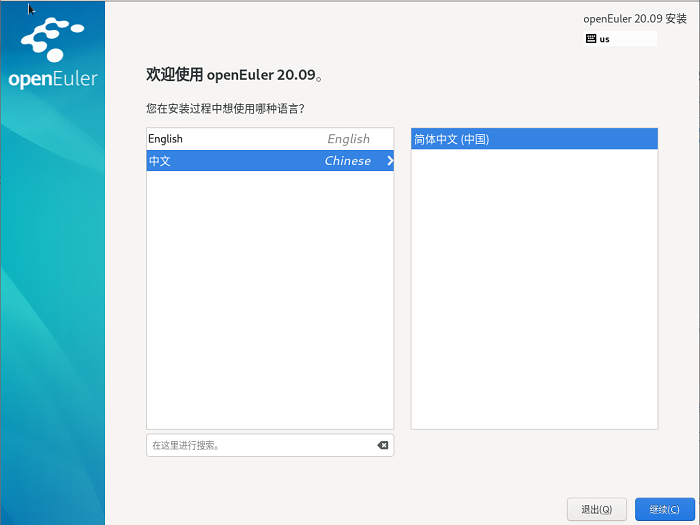 openEuler
openEuler 20.09 安装
us
欢迎使用 openEuler 20.09。
您在安装过程中想使用哪种语言?
English English
中文 Chinese
简体中文 (中国)
在这里进行搜索。
退出(Q)
继续(C)